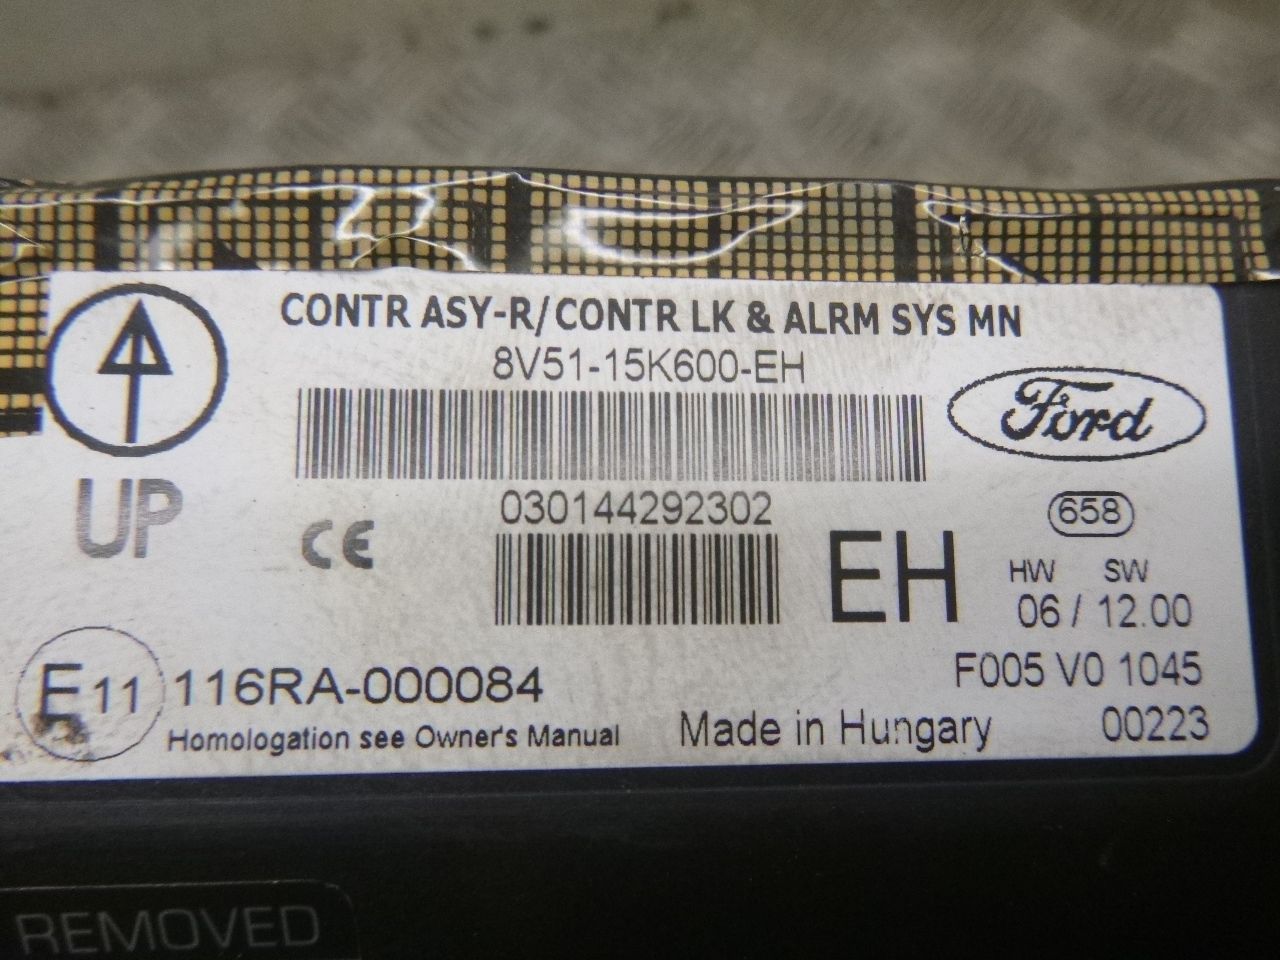 CONTR ASY-R/CONTR LK & ALRM SYS MN
8V51-15K600-EH
Ford
UP
030144292302
658
CE
EH
HW SW
06 / 12.00
E11 116RA-000084
F005 V0 1045
Homologation see Owner's Manual
Made in Hungary
00223
REMOVED